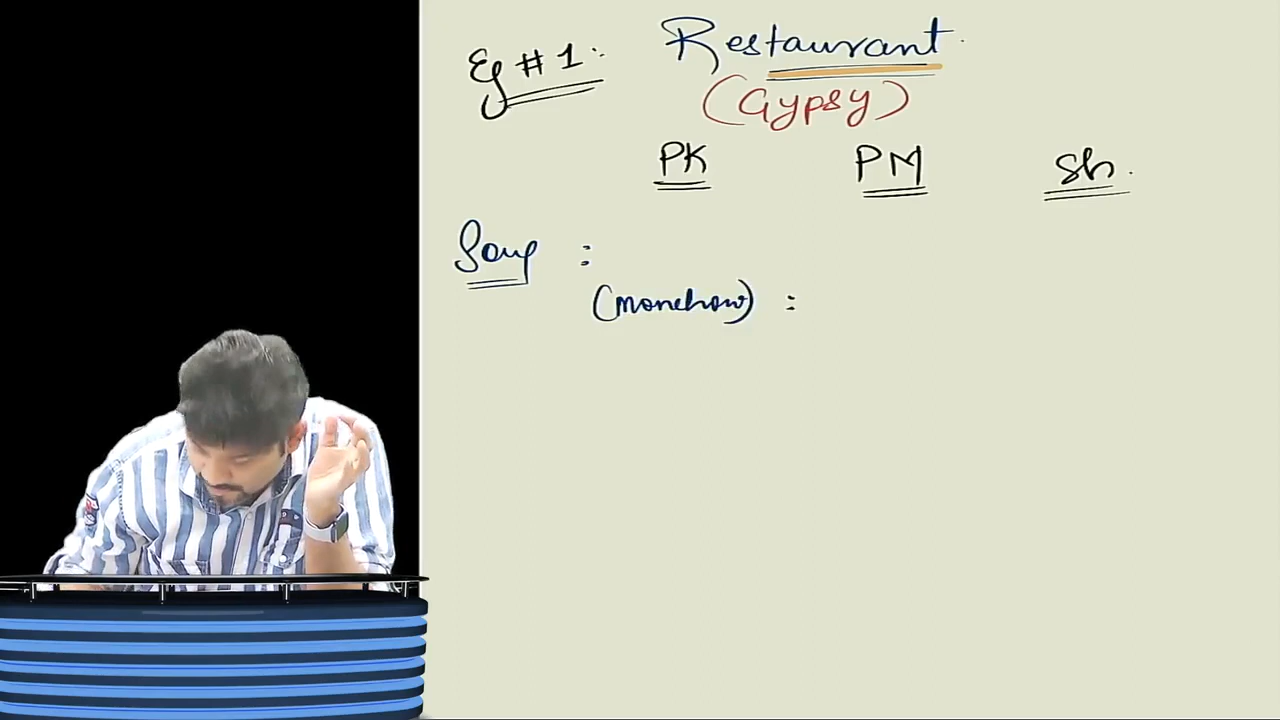 Eg # 1: Restaurant
(Gypsy)
PK PM Sh.
Soup :
(Manchow) :